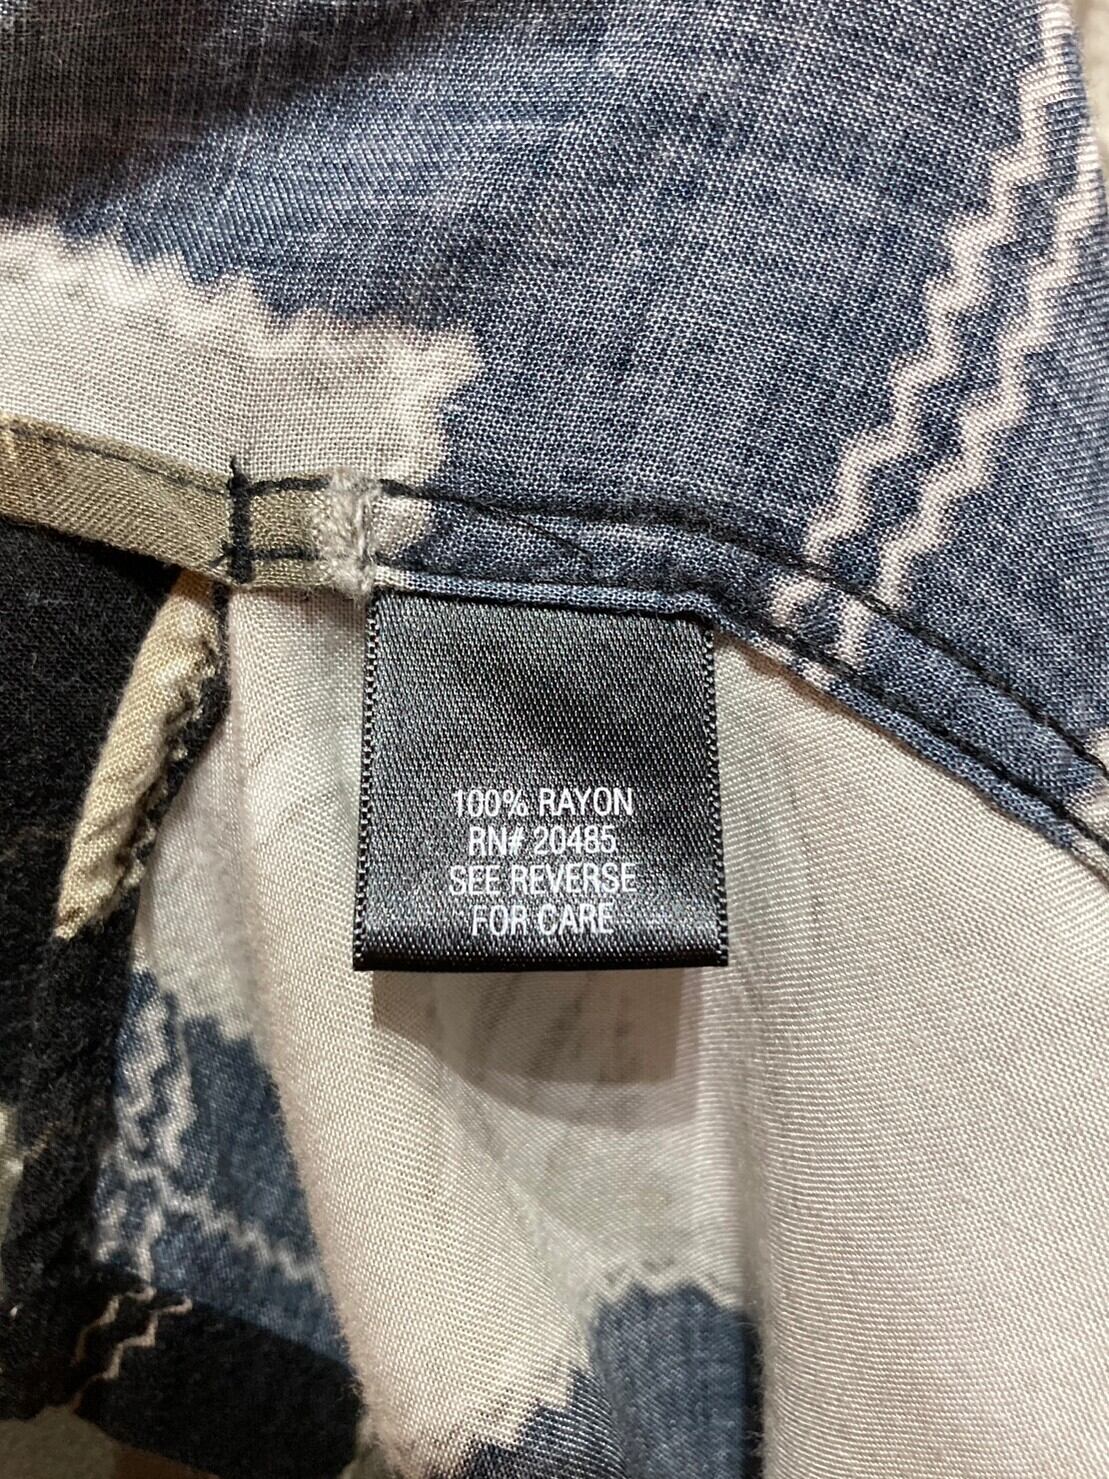 100% RAYON
RN# 20485
SEE REVERSE
FOR CARE